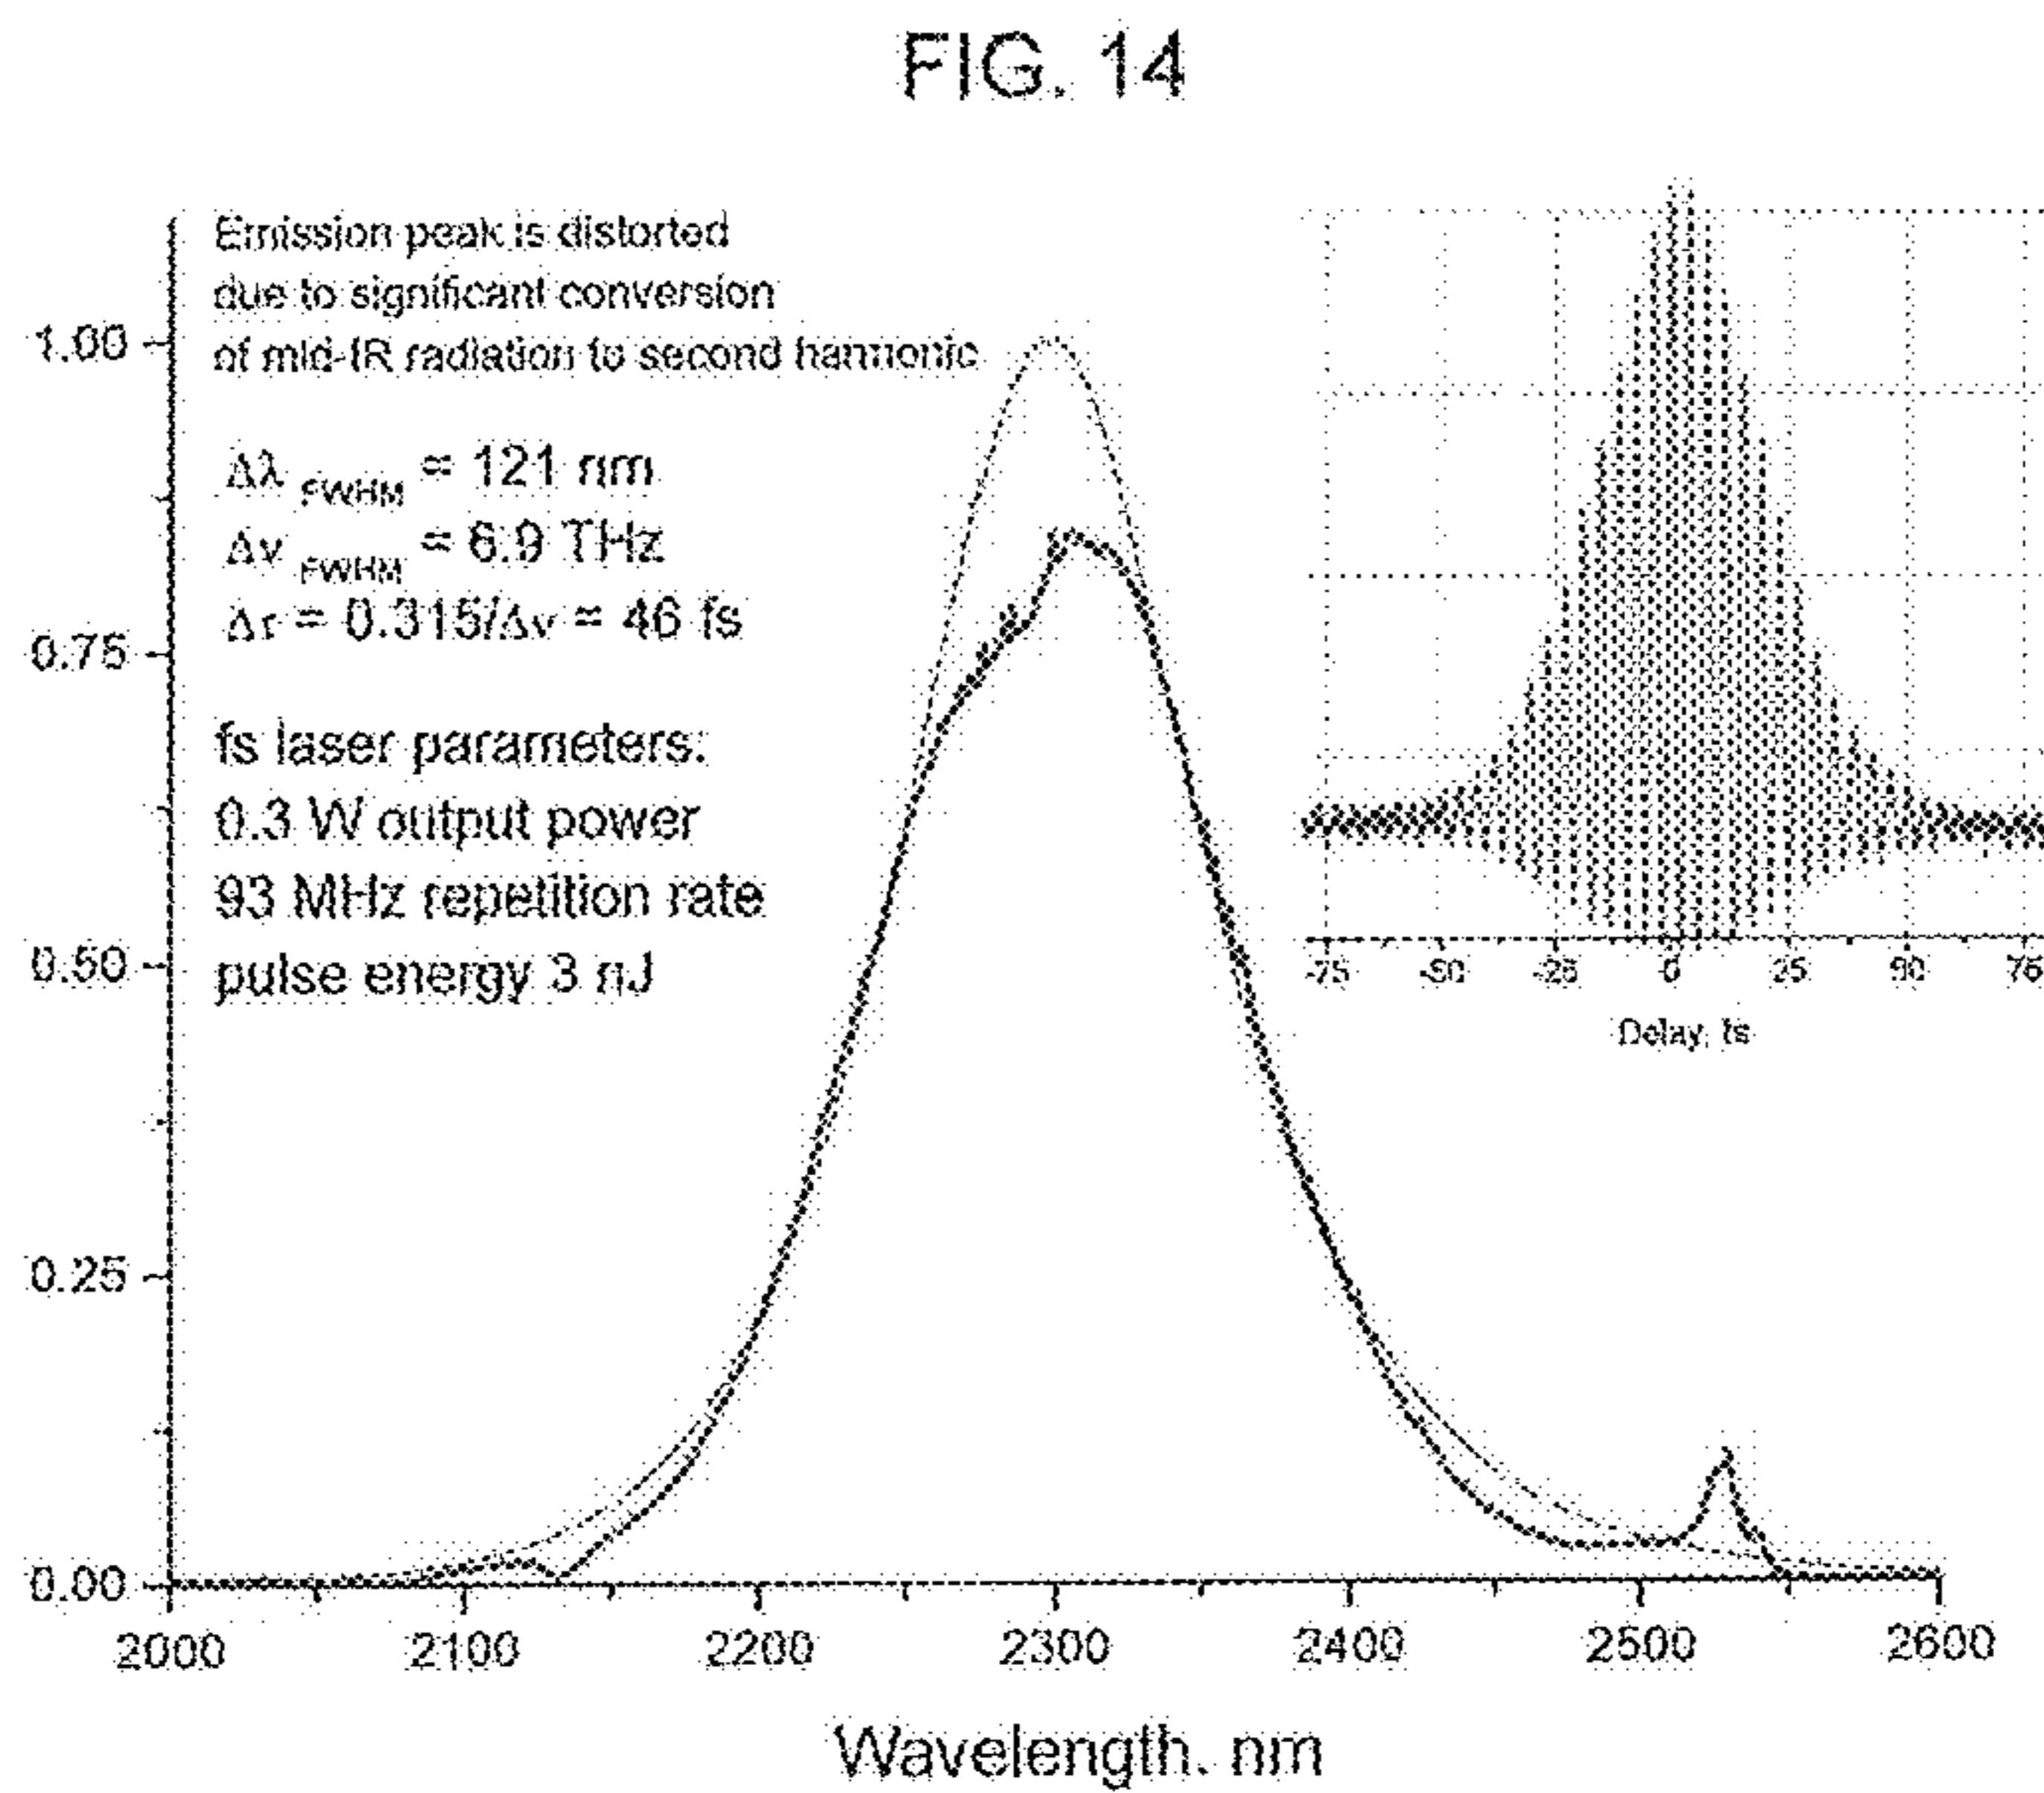 FIG. 14
Emission peak is distorted
due to significant conversion
of mid-IR radiation to second harmonic
Δλ FWHM = 121 nm
Δν FWHM = 6.9 THz
Δτ = 0.315/Δν = 46 fs
fs laser parameters:
0.3 W output power
93 MHz repetition rate
pulse energy 3 nJ
1.00
0.75
0.50
0.25
0.00
2000 2100 2200 2300 2400 2500 2600
Wavelength, nm
-75 -50 -25 0 25 50 75
Delay, fs